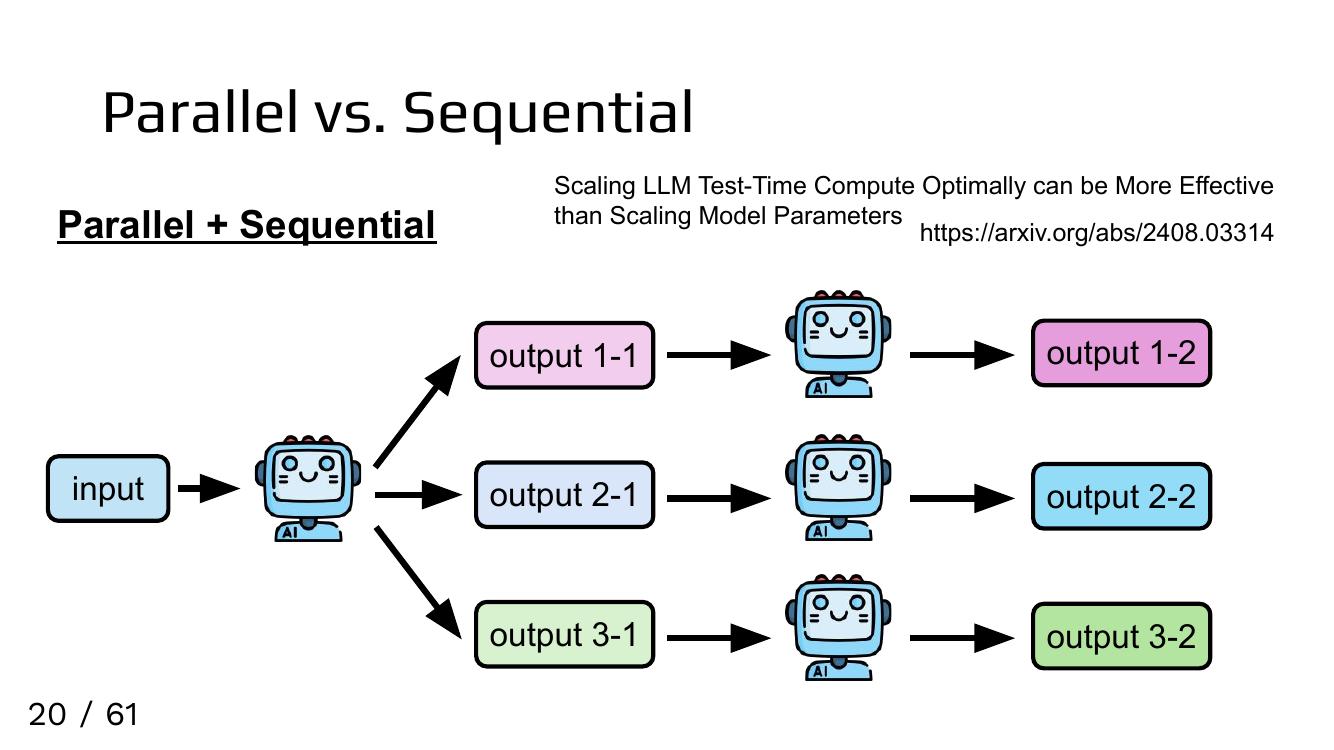 Parallel vs. Sequential
Scaling LLM Test-Time Compute Optimally can be More Effective
than Scaling Model Parameters
https://arxiv.org/abs/2408.03314
Parallel + Sequential
input
AI
output 1-1
AI
output 1-2
output 2-1
AI
output 2-2
output 3-1
AI
output 3-2
20 / 61